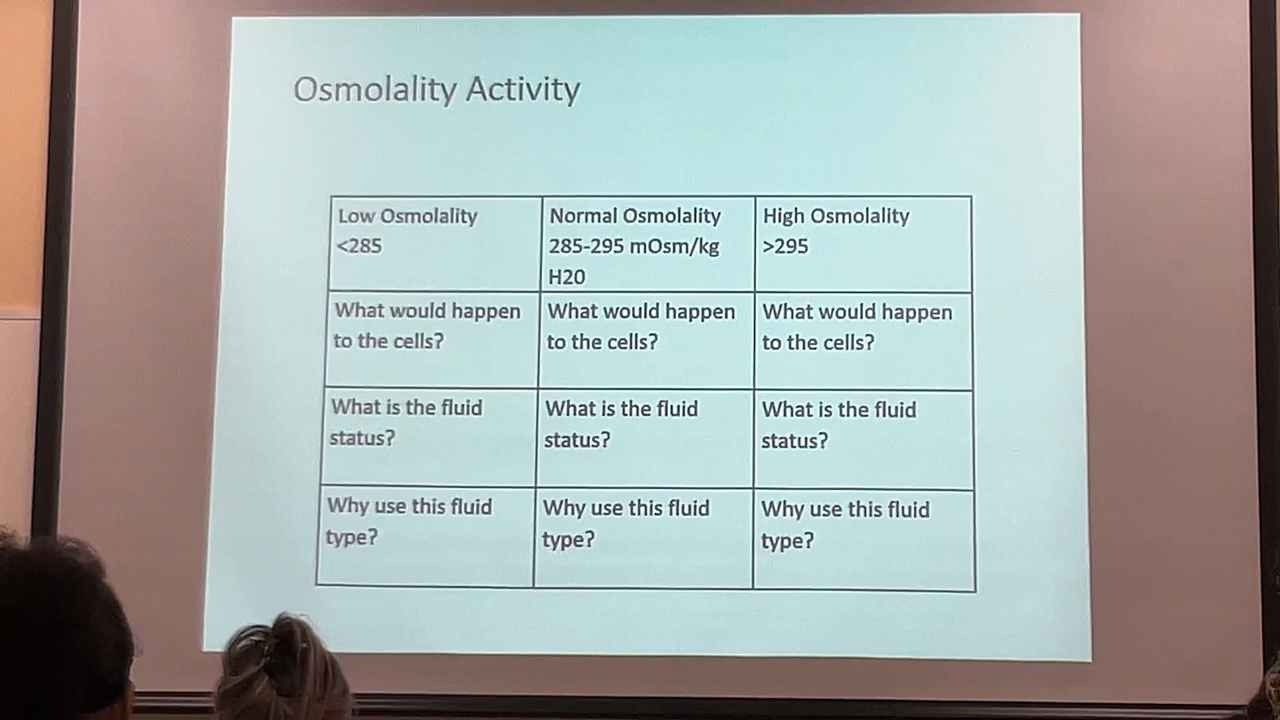 Osmolality Activity
Low Osmolality
<285
Normal Osmolality
285-295 mOsm/kg
H20
High Osmolality
>295
What would happen
to the cells?
What would happen
to the cells?
What would happen
to the cells?
What is the fluid
status?
What is the fluid
status?
What is the fluid
status?
Why use this fluid
type?
Why use this fluid
type?
Why use this fluid
type?